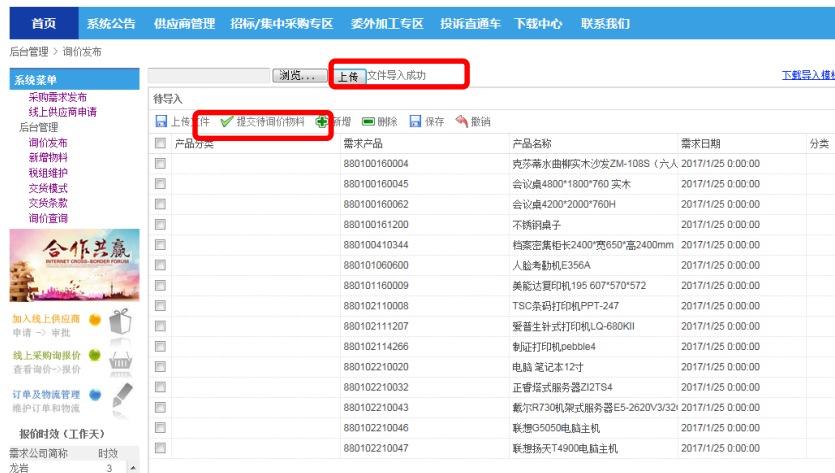 首页 系统公告 供应商管理 招标/集中采购专区 委外加工专区 投诉直通车 下载中心 联系我们
后台管理 > 询价发布
系统菜单
采购需求发布
线上供应商申请
后台管理
询价发布
新增物料
税组维护
交货模式
交货条款
询价查询
合作共赢
INTERNET CROSS-BORDER FORUM
加入线上供应商
申请 -> 审批
线上采购询报价
查看询价->报价
订单及物流管理
维护订单和物流
报价时效（工作天）
需求公司简称 时效
龙岩 3
浏览... 上传 文件导入成功 下载导入模板
待导入
上传文件 提交待询价物料 新增 删除 保存 撤销
产品分类 需求产品 产品名称 需求日期 分类
880100160004 克莎蒂水曲柳实木沙发ZM-108S（六人 2017/1/25 0:00:00
880100160045 会议桌4800*1800*760 实木 2017/1/25 0:00:00
880100160062 会议桌4200*2000*760H 2017/1/25 0:00:00
880100161200 不锈钢桌子 2017/1/25 0:00:00
880100410344 档案密集柜长2400*宽650*高2400mm 2017/1/25 0:00:00
880101060600 人脸考勤机E356A 2017/1/25 0:00:00
880101160009 美能达复印机195 607*570*572 2017/1/25 0:00:00
880102110008 TSC条码打印机PPT-247 2017/1/25 0:00:00
880102111207 爱普生针式打印机LQ-680KII 2017/1/25 0:00:00
880102114266 制证打印机pebble4 2017/1/25 0:00:00
880102210020 电脑 笔记本12寸 2017/1/25 0:00:00
880102210032 正睿塔式服务器ZI2TS4 2017/1/25 0:00:00
880102210043 戴尔R730机架式服务器E5-2620V3/32G 2017/1/25 0:00:00
880102210046 联想G5050电脑主机 2017/1/25 0:00:00
880102210047 联想扬天T4900电脑主机 2017/1/25 0:00:00